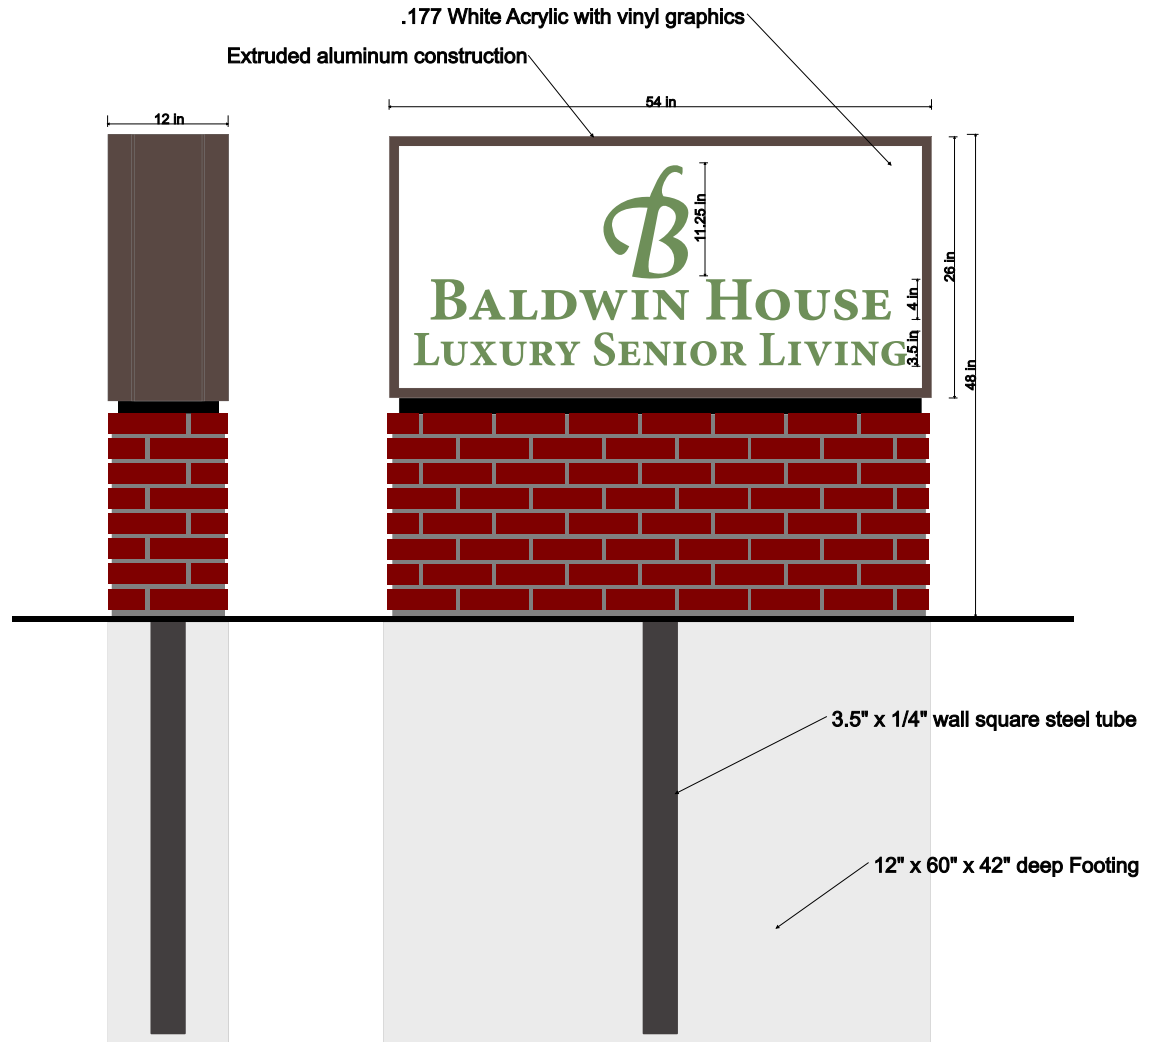 .177 White Acrylic with vinyl graphics
Extruded aluminum construction
54 in
12 in
B
11.25 in
26 in
BALDWIN HOUSE
4 in
LUXURY SENIOR LIVING
3.5 in
48 in
3.5" x 1/4" wall square steel tube
12" x 60" x 42" deep Footing